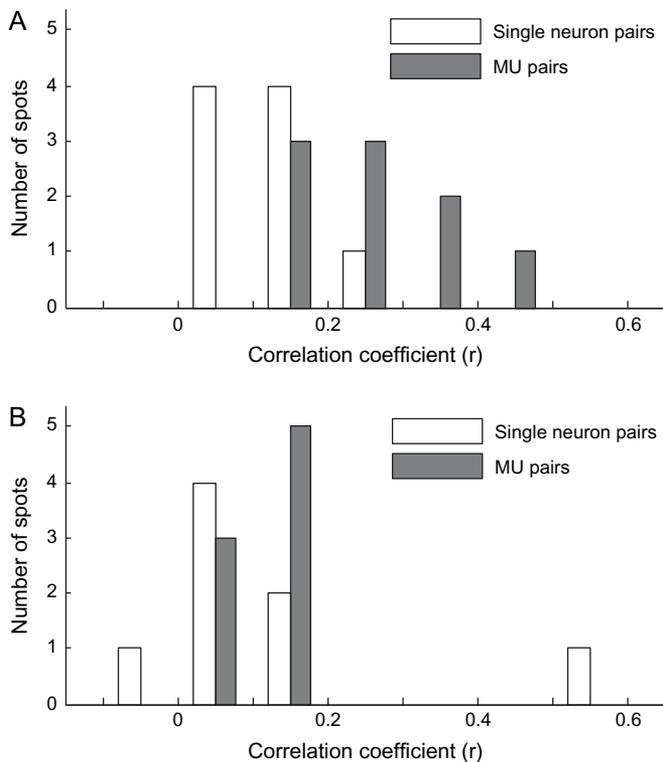 A
Single neuron pairs
MU pairs
Number of spots
5
4
3
2
1
0
0 0.2 0.4 0.6
Correlation coefficient (r)
B
Single neuron pairs
MU pairs
Number of spots
5
4
3
2
1
0
0 0.2 0.4 0.6
Correlation coefficient (r)